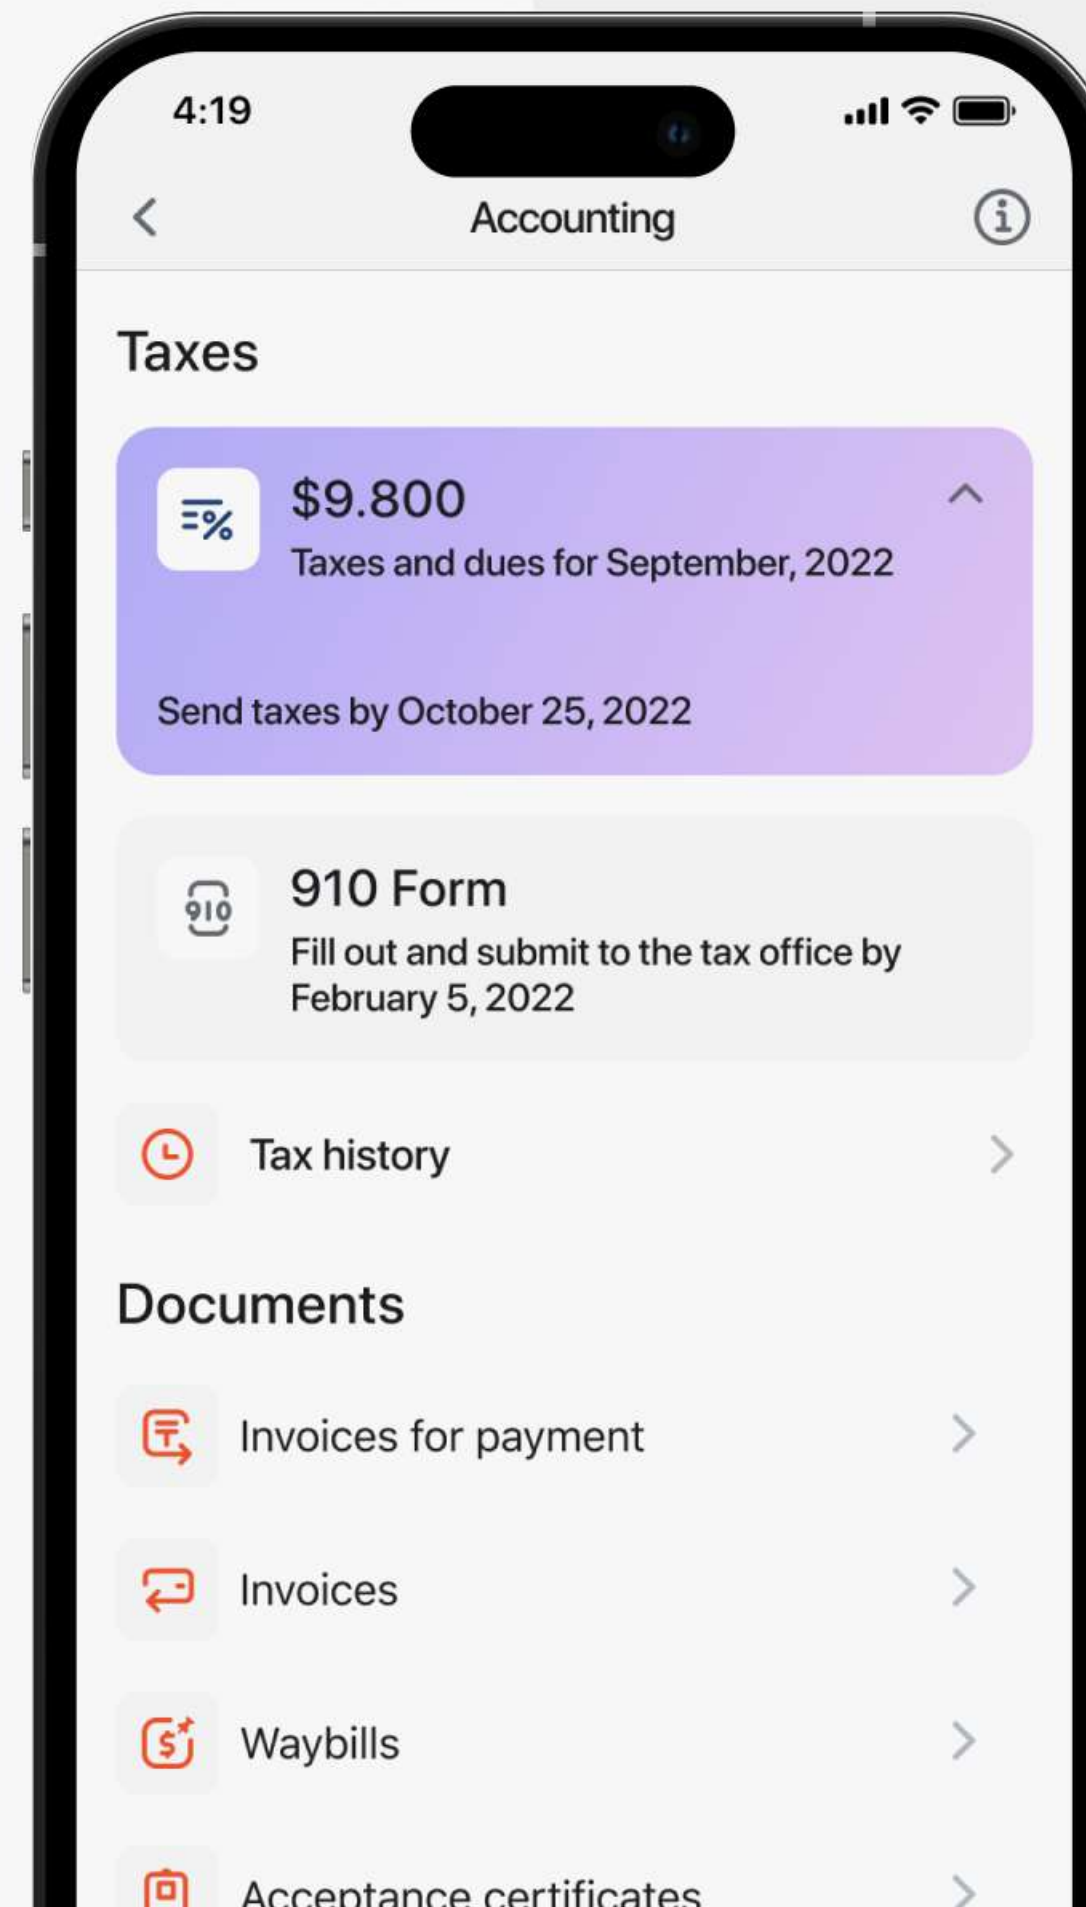 4:19
Accounting
Taxes
$9.800
Taxes and dues for September, 2022
Send taxes by October 25, 2022
910
910 Form
Fill out and submit to the tax office by
February 5, 2022
Tax history
Documents
Invoices for payment
Invoices
Waybills
Acceptance certificates